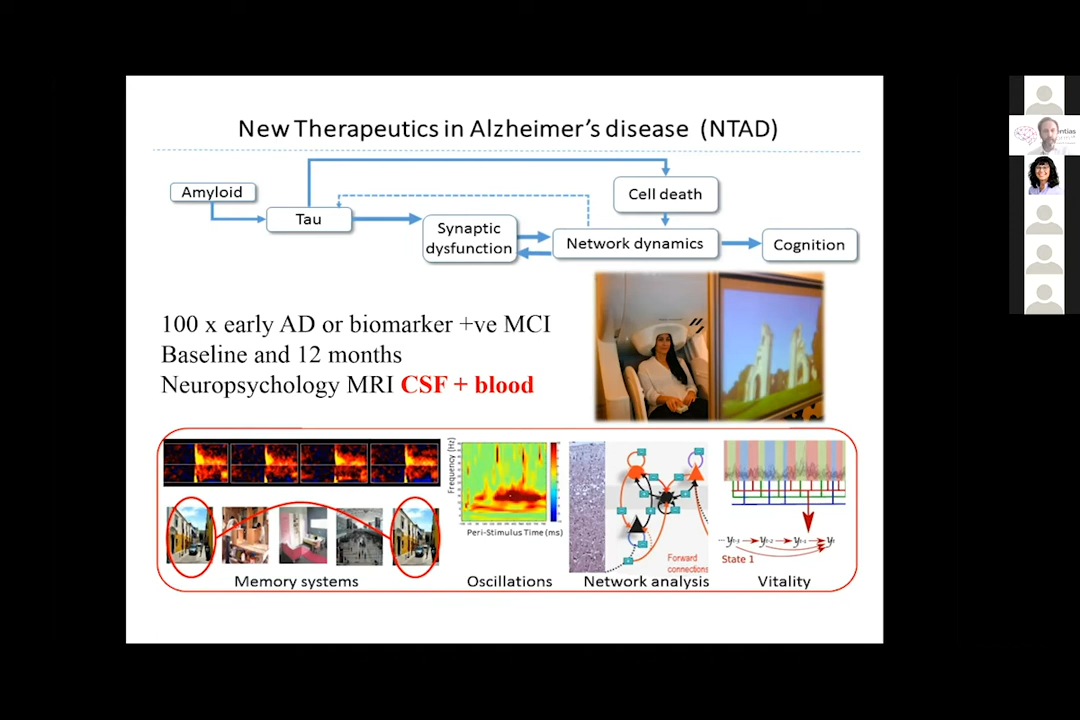 New Therapeutics in Alzheimer's disease (NTAD)
Amyloid
Tau
Cell death
Synaptic
dysfunction
Network dynamics
Cognition
100 x early AD or biomarker +ve MCI
Baseline and 12 months
Neuropsychology MRI CSF + blood
Frequency (Hz)
Peri-Stimulus Time (ms)
Forward
connections
State 1
Memory systems
Oscillations
Network analysis
Vitality